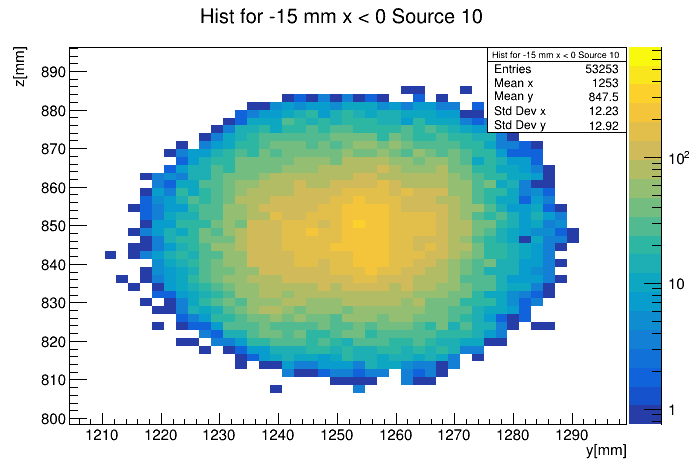 Hist for -15 mm x < 0 Source 10
z[mm]
Hist for -15 mm x < 0 Source 10
Entries 53253
Mean x 1253
Mean y 847.5
Std Dev x 12.23
Std Dev y 12.92
890
880
870
860
850
840
830
820
810
800
10²
10
1
1210 1220 1230 1240 1250 1260 1270 1280 1290
y[mm]